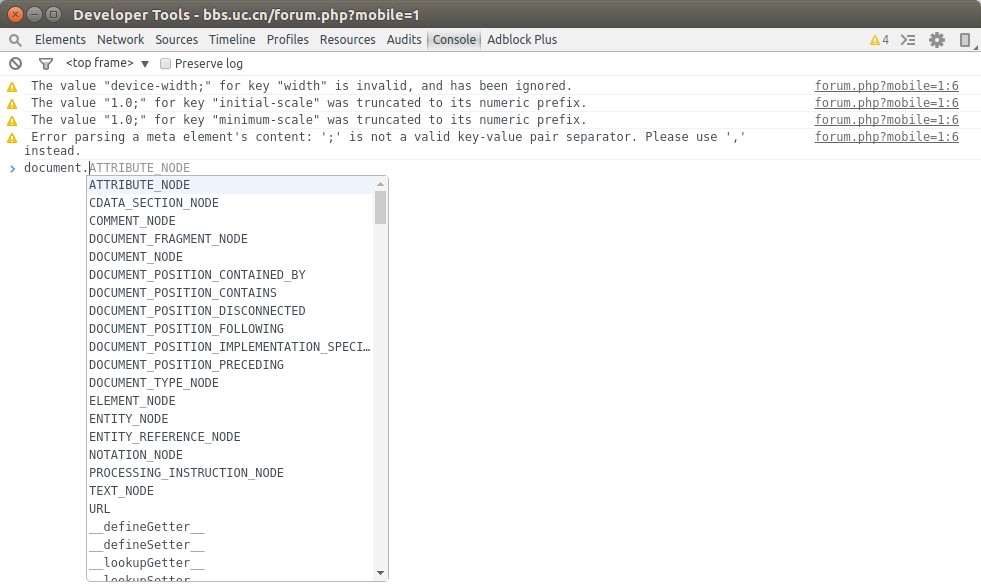 Developer Tools - bbs.uc.cn/forum.php?mobile=1
Elements Network Sources Timeline Profiles Resources Audits Console Adblock Plus 4
<top frame> Preserve log
The value "device-width;" for key "width" is invalid, and has been ignored. forum.php?mobile=1:6
The value "1.0;" for key "initial-scale" was truncated to its numeric prefix. forum.php?mobile=1:6
The value "1.0;" for key "minimum-scale" was truncated to its numeric prefix. forum.php?mobile=1:6
Error parsing a meta element's content: ';' is not a valid key-value pair separator. Please use ',' forum.php?mobile=1:6
instead.
document.ATTRIBUTE_NODE
ATTRIBUTE_NODE
CDATA_SECTION_NODE
COMMENT_NODE
DOCUMENT_FRAGMENT_NODE
DOCUMENT_NODE
DOCUMENT_POSITION_CONTAINED_BY
DOCUMENT_POSITION_CONTAINS
DOCUMENT_POSITION_DISCONNECTED
DOCUMENT_POSITION_FOLLOWING
DOCUMENT_POSITION_IMPLEMENTATION_SPECI…
DOCUMENT_POSITION_PRECEDING
DOCUMENT_TYPE_NODE
ELEMENT_NODE
ENTITY_NODE
ENTITY_REFERENCE_NODE
NOTATION_NODE
PROCESSING_INSTRUCTION_NODE
TEXT_NODE
URL
__defineGetter__
__defineSetter__
__lookupGetter__
__lookupSetter__